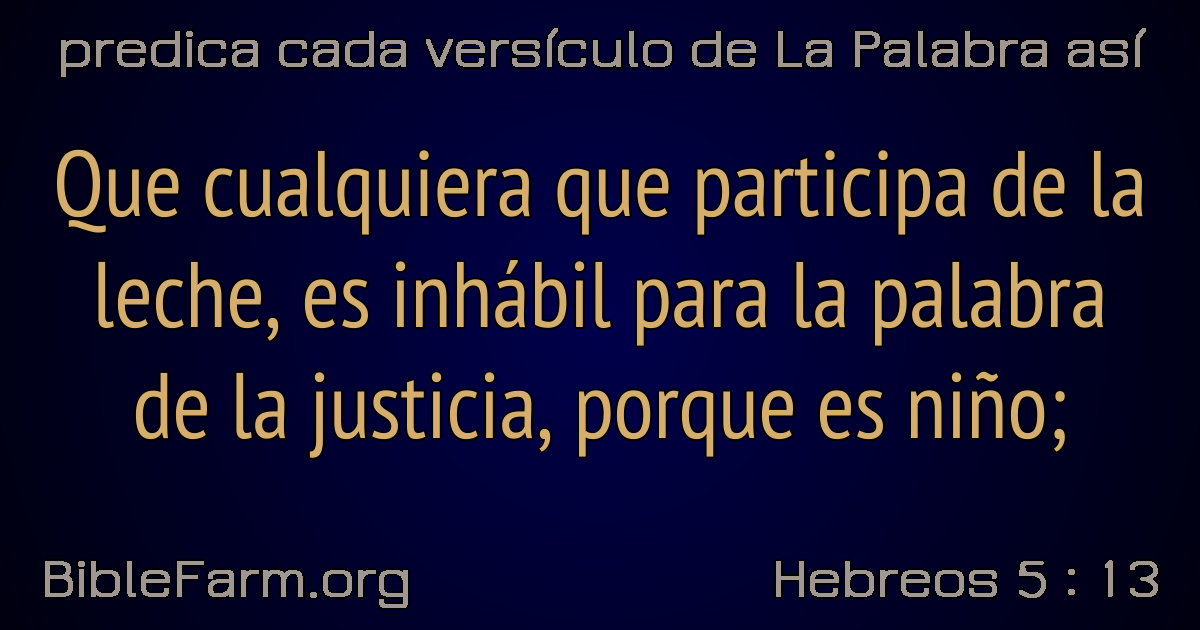 predica cada versículo de La Palabra así
Que cualquiera que participa de la
leche, es inhábil para la palabra
de la justicia, porque es niño;
BibleFarm.org
Hebreos 5 : 13